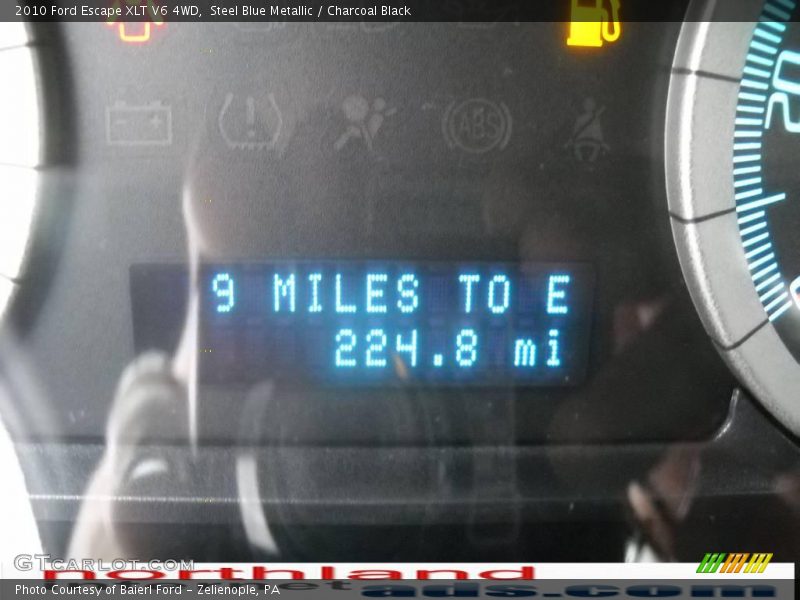 2010 Ford Escape XLT V6 4WD,  Steel Blue Metallic / Charcoal Black
ABS
20
9 MILES TO E
224.8 mi
GTCARLOT.COM
northland
ads.com
Photo Courtesy of Baierl Ford - Zelienople, PA